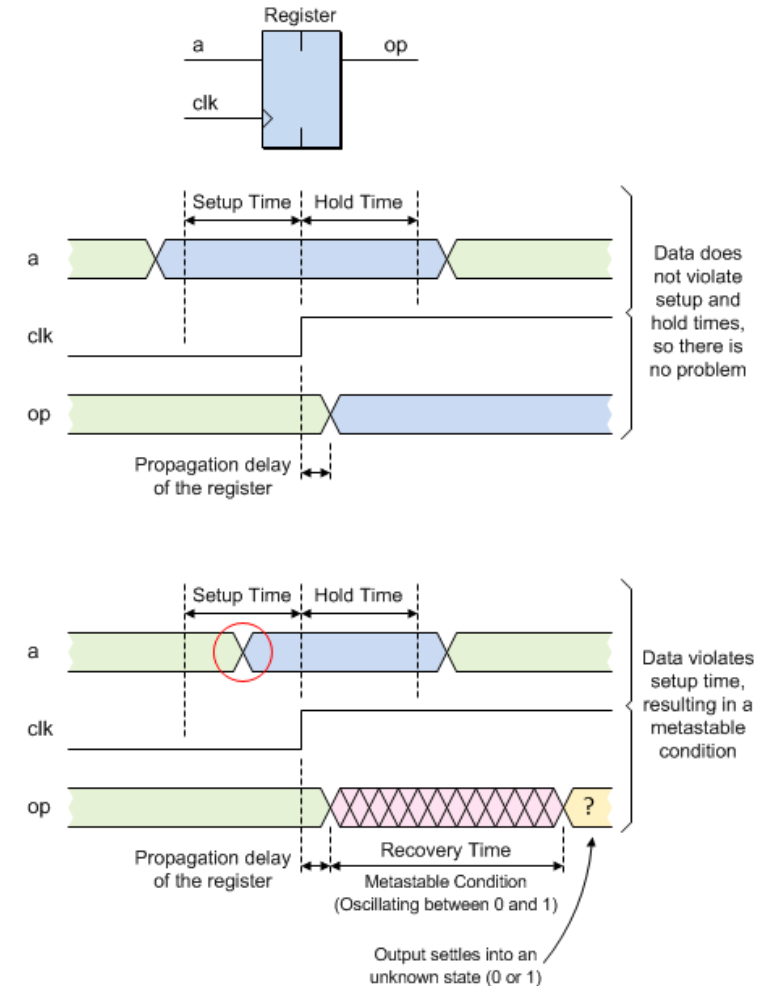 Register
a
op
clk
Setup Time
Hold Time
a
clk
op
Data does
not violate
setup and
hold times,
so there is
no problem
Propagation delay
of the register
Setup Time
Hold Time
a
clk
op
?
Data violates
setup time,
resulting in a
metastable
condition
Propagation delay
of the register
Recovery Time
Metastable Condition
(Oscillating between 0 and 1)
Output settles into an
unknown state (0 or 1)